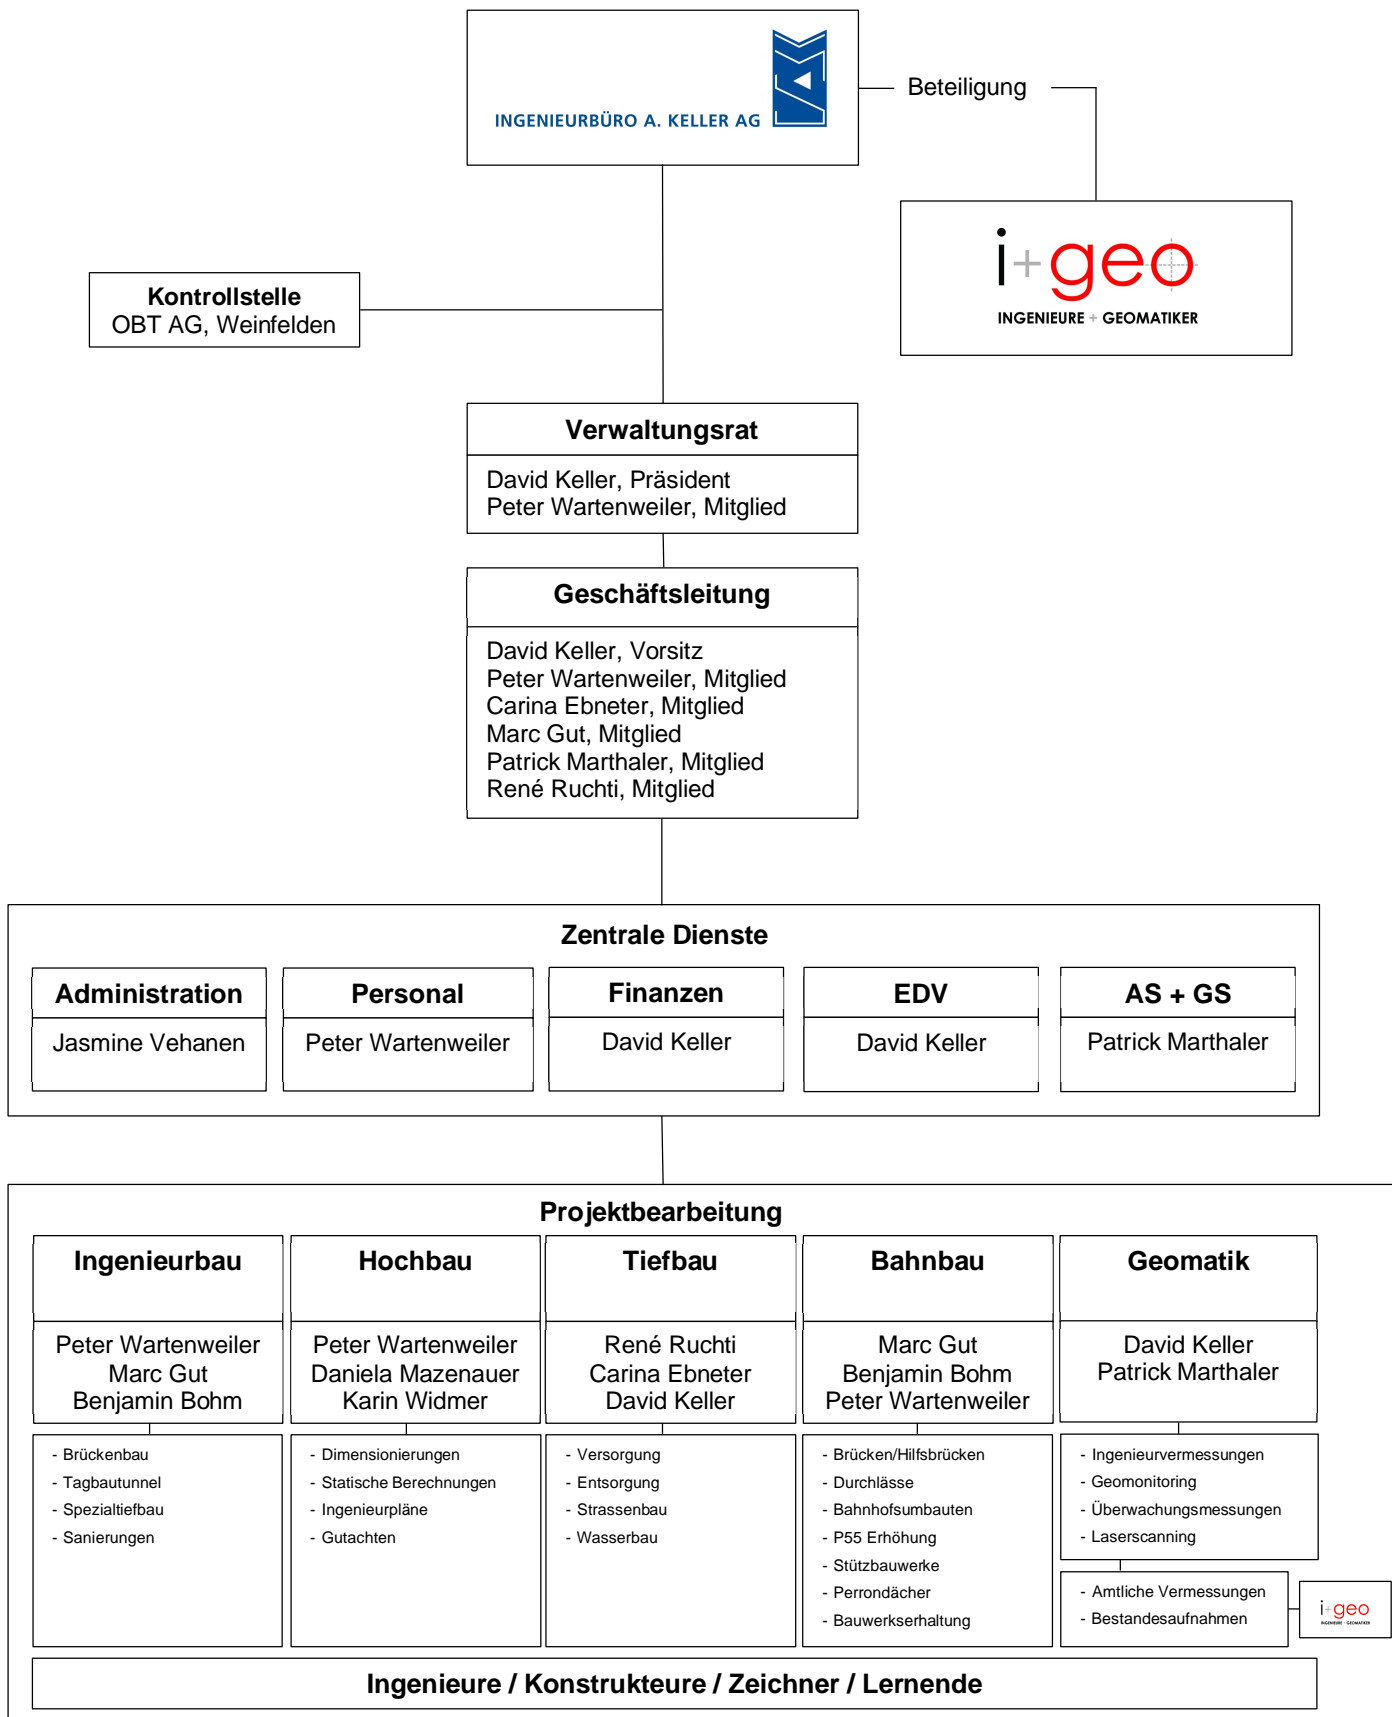 INGENIEURBÜRO A. KELLER AG
Beteiligung
i+geo
INGENIEURE + GEOMATIKER
Kontrollstelle
OBT AG, Weinfelden
Verwaltungsrat
David Keller, Präsident
Peter Wartenweiler, Mitglied
Geschäftsleitung
David Keller, Vorsitz
Peter Wartenweiler, Mitglied
Carina Ebneter, Mitglied
Marc Gut, Mitglied
Patrick Marthaler, Mitglied
René Ruchti, Mitglied
Zentrale Dienste
Administration
Jasmine Vehanen
Personal
Peter Wartenweiler
Finanzen
David Keller
EDV
David Keller
AS + GS
Patrick Marthaler
Projektbearbeitung
Ingenieurbau
Peter Wartenweiler
Marc Gut
Benjamin Bohm
- Brückenbau
- Tagbautunnel
- Spezialtiefbau
- Sanierungen
Hochbau
Peter Wartenweiler
Daniela Mazenauer
Karin Widmer
- Dimensionierungen
- Statische Berechnungen
- Ingenieurpläne
- Gutachten
Tiefbau
René Ruchti
Carina Ebneter
David Keller
- Versorgung
- Entsorgung
- Strassenbau
- Wasserbau
Bahnbau
Marc Gut
Benjamin Bohm
Peter Wartenweiler
- Brücken/Hilfsbrücken
- Durchlässe
- Bahnhofsumbauten
- P55 Erhöhung
- Stützbauwerke
- Perrondächer
- Bauwerkserhaltung
Geomatik
David Keller
Patrick Marthaler
- Ingenieurvermessungen
- Geomonitoring
- Überwachungsmessungen
- Laserscanning
- Amtliche Vermessungen
- Bestandesaufnahmen
i+geo
INGENIEURE + GEOMATIKER
Ingenieure / Konstrukteure / Zeichner / Lernende